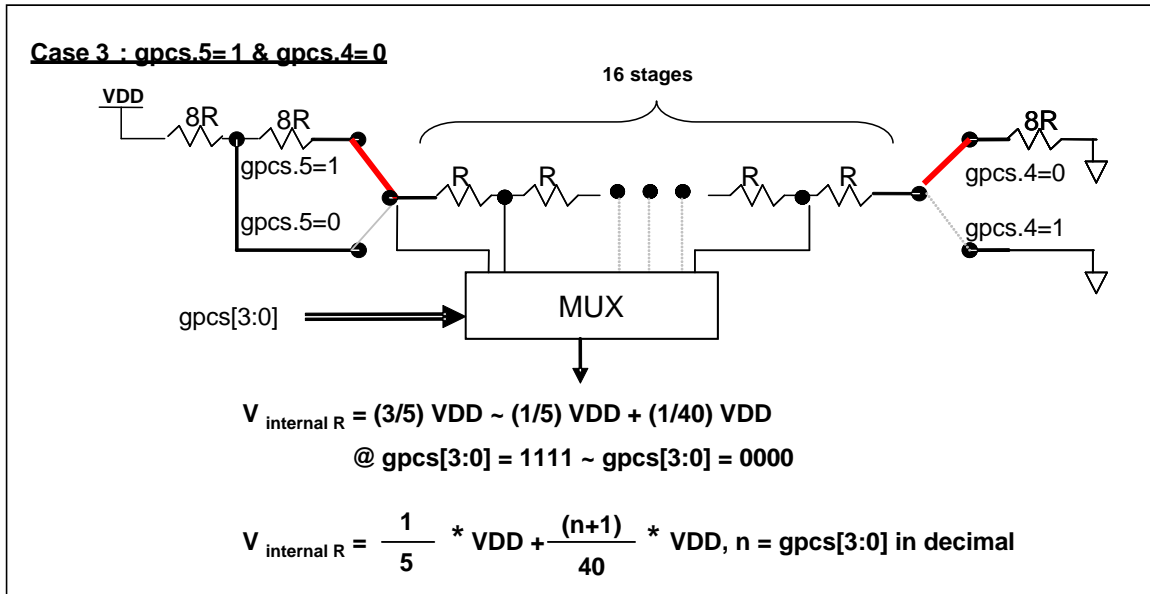 Case 3 : gpcs.5= 1 & gpcs.4= 0
16 stages
VDD
8R
8R
8R
gpcs.5=1
R
R
R
R
gpcs.4=0
gpcs.5=0
gpcs.4=1
MUX
gpcs[3:0]
V internal R = (3/5) VDD ~ (1/5) VDD + (1/40) VDD
@ gpcs[3:0] = 1111 ~ gpcs[3:0] = 0000
V internal R = 1/5 * VDD + (n+1)/40 * VDD, n = gpcs[3:0] in decimal